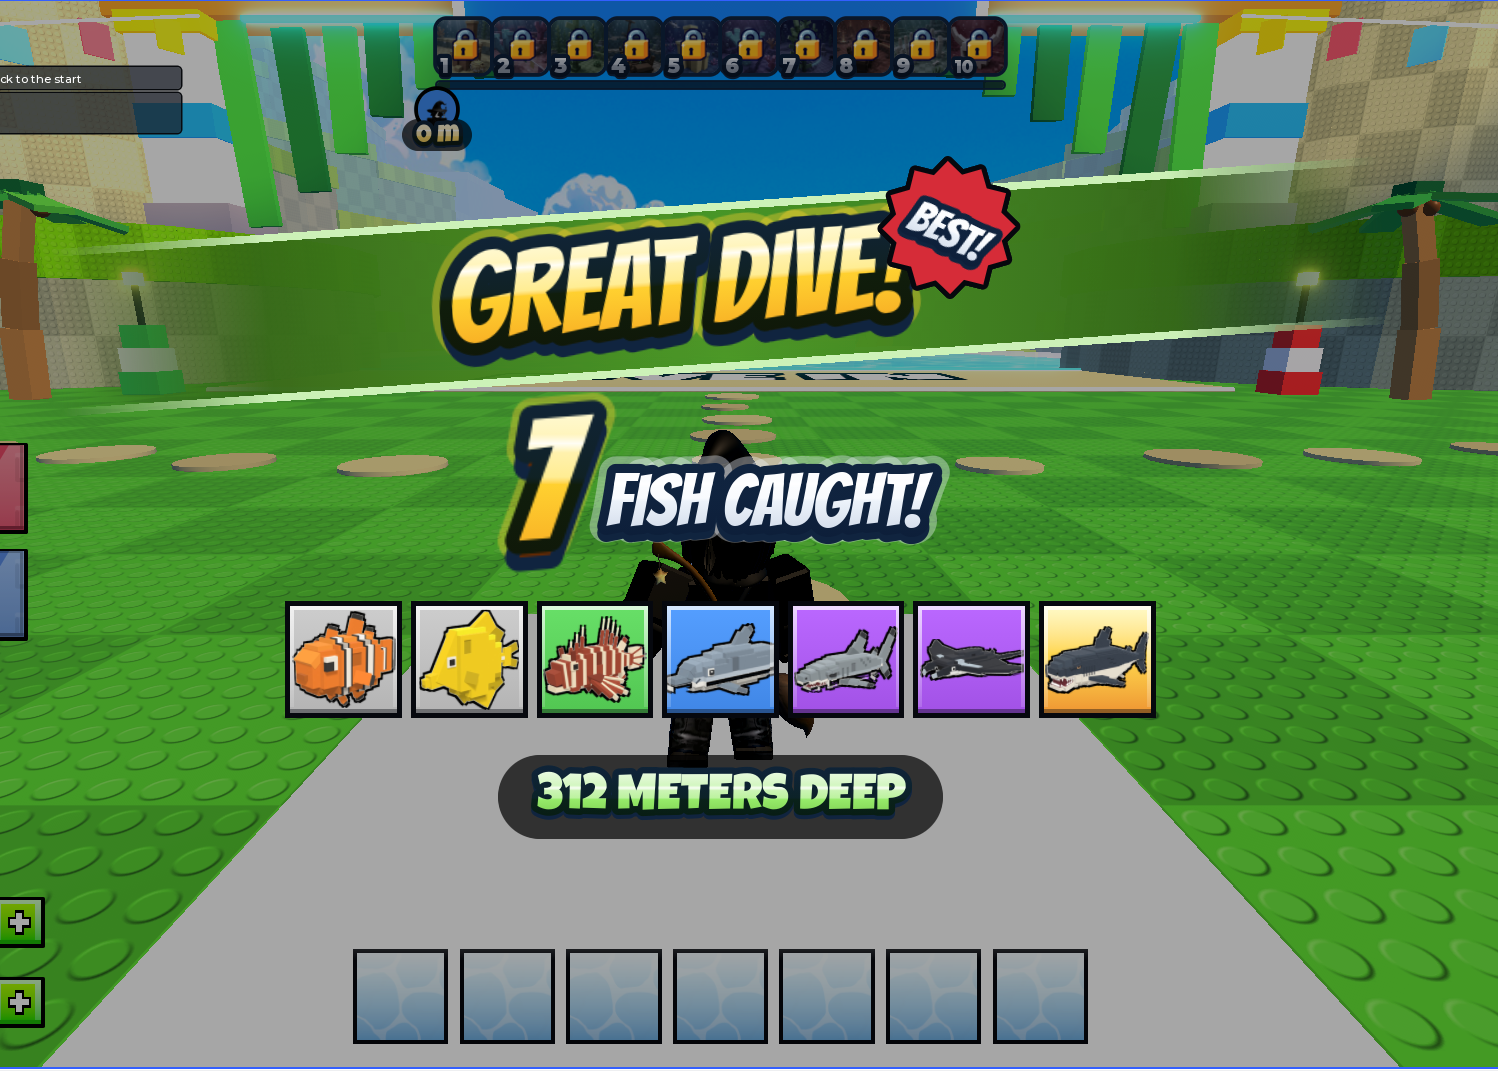 1 2 3 4 5 6 7 8 9 10
ck to the start
0 m
BEST!
GREAT DIVE!
7 FISH CAUGHT!
312 METERS DEEP